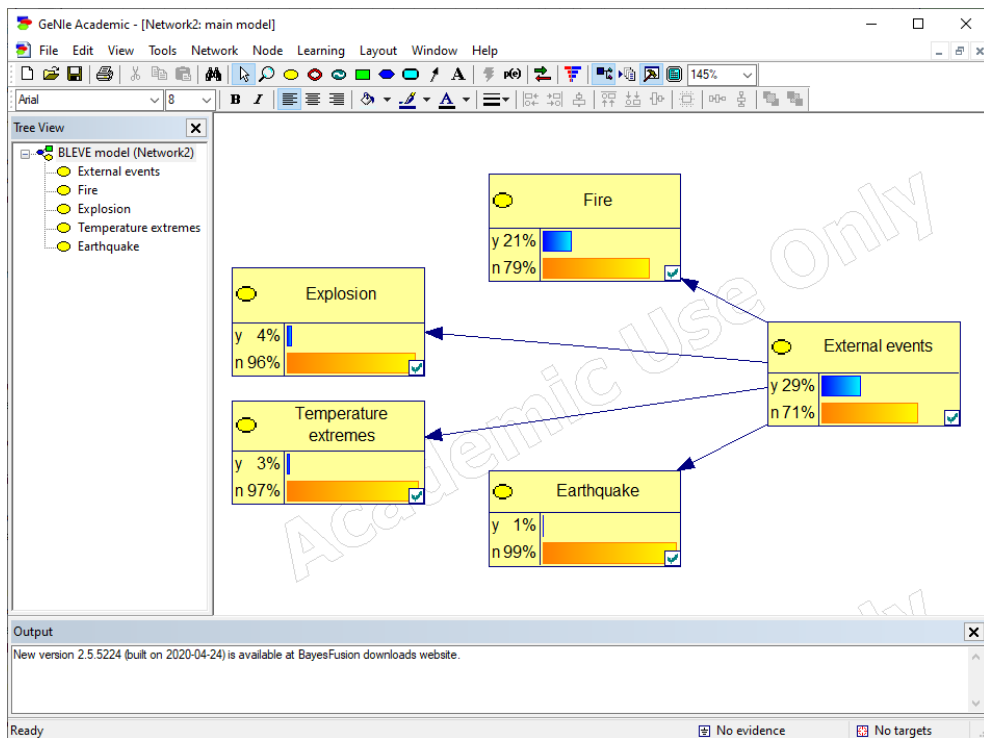 GeNIe Academic - [Network2: main model]
File Edit View Tools Network Node Learning Layout Window Help
A p(e) 145%
Arial 8 B I A
Tree View
BLEVE model (Network2)
External events
Fire
Explosion
Temperature extremes
Earthquake
Fire
y 21%
n 79%
Explosion
y 4%
n 96%
External events
y 29%
n 71%
Temperature
extremes
y 3%
n 97%
Earthquake
y 1%
n 99%
Academic Use Only
Only
Output
New version 2.5.5224 (built on 2020-04-24) is available at BayesFusion downloads website.
Ready No evidence No targets